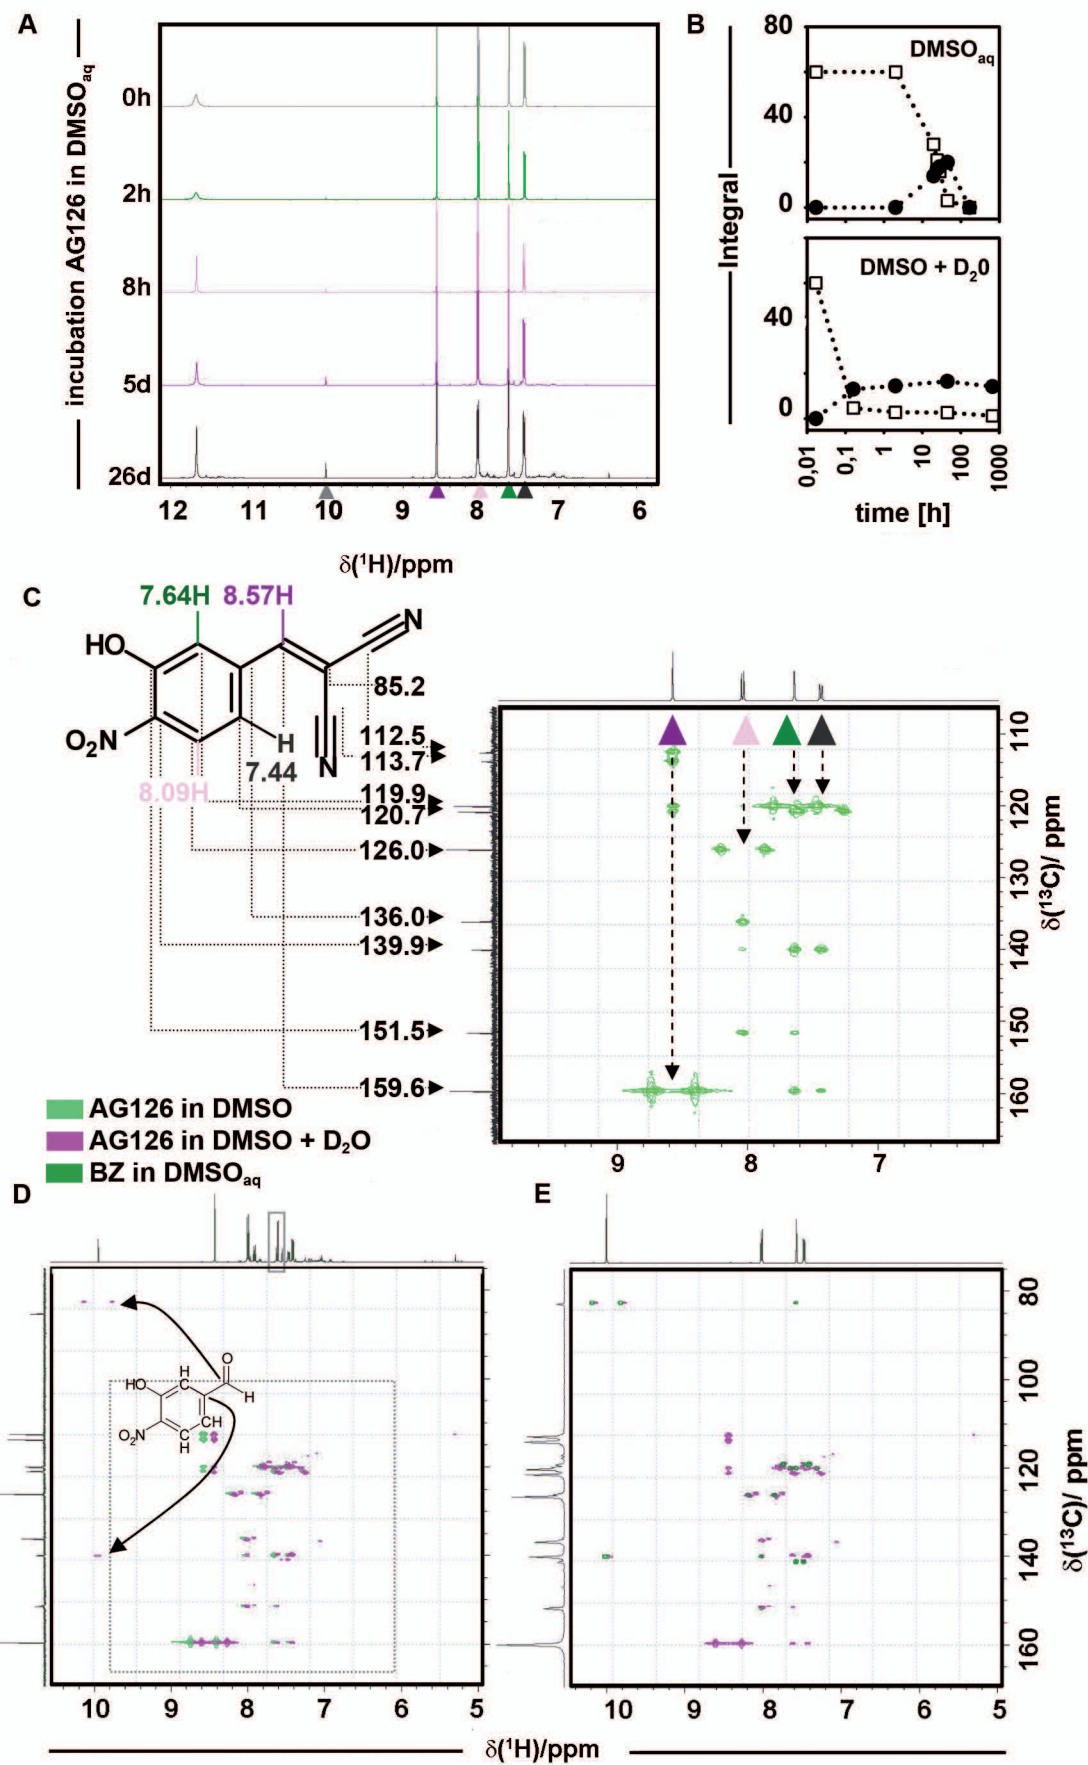 A
incubation AG126 in DMSOaq
0h
2h
8h
5d
26d
12 11 10 9 8 7 6
δ(¹H)/ppm
B
Integral
80
40
0
DMSOaq
40
0
DMSO + D₂0
0,01 0,1 1 10 100 1000
time [h]
C
7.64H 8.57H
HO
N
85.2
O₂N
H
N
7.44
8.09H
112.5
113.7
119.9
120.7
126.0
136.0
139.9
151.5
159.6
110
120
130
140
150
160
δ(¹³C)/ ppm
9 8 7
AG126 in DMSO
AG126 in DMSO + D₂O
BZ in DMSOaq
D
O
H
HO
H
O₂N
CH
C
H
10 9 8 7 6 5
E
80
100
120
140
160
δ(¹³C)/ ppm
10 9 8 7 6 5
δ(¹H)/ppm